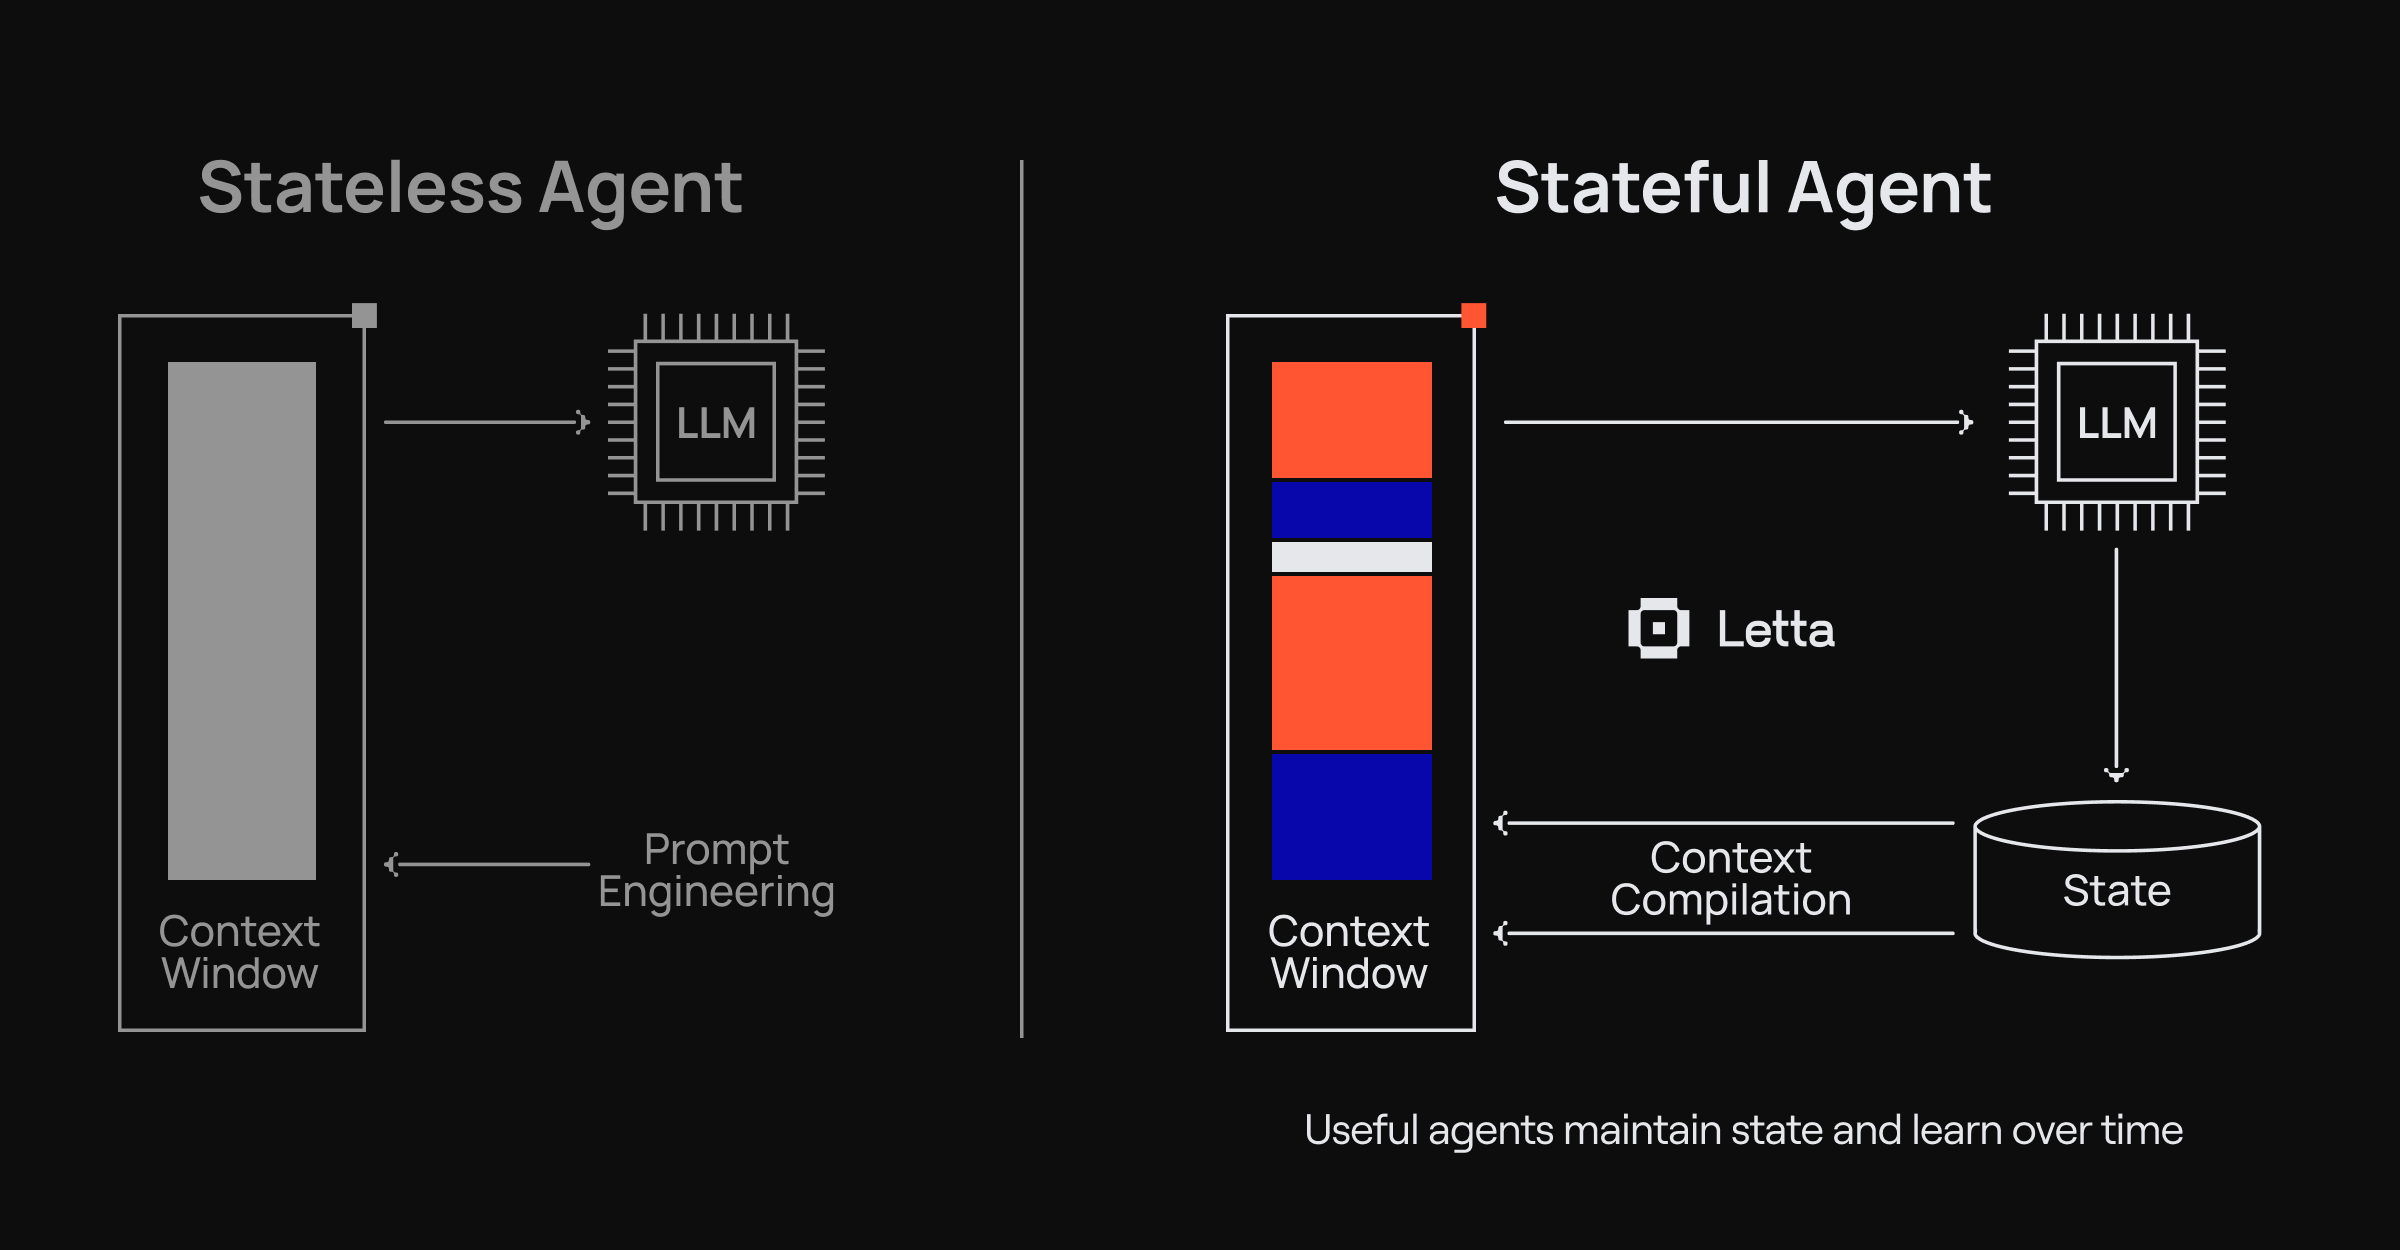 Stateless Agent
LLM
Prompt
Engineering
Context
Window
Stateful Agent
LLM
Letta
Context
Compilation
State
Context
Window
Useful agents maintain state and learn over time